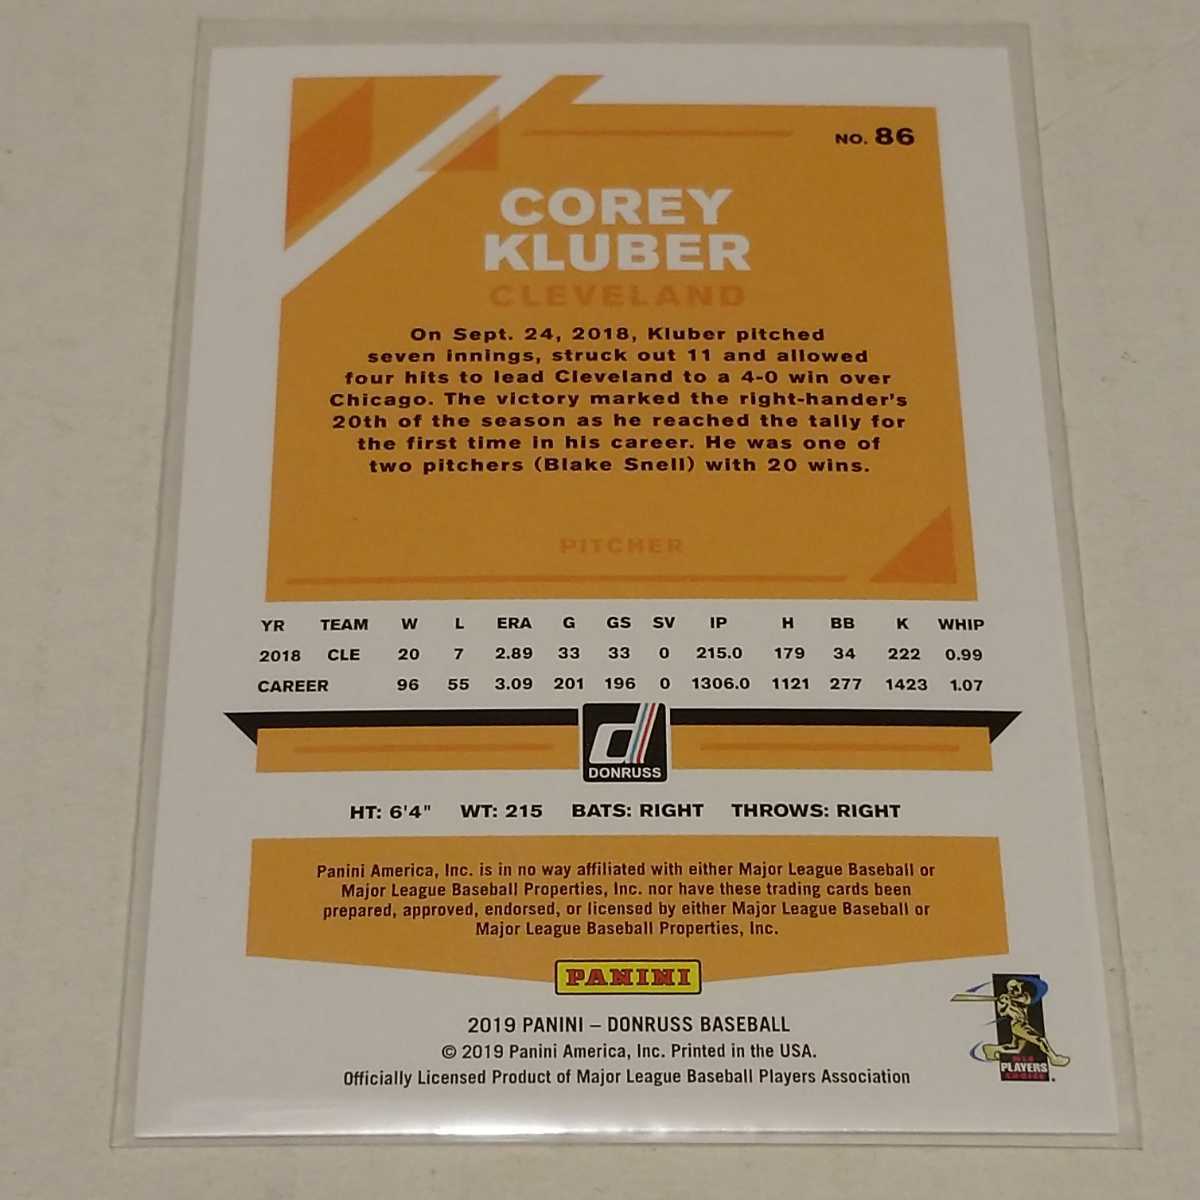 NO. 86
COREY
KLUBER
CLEVELAND
On Sept. 24, 2018, Kluber pitched
seven innings, struck out 11 and allowed
four hits to lead Cleveland to a 4-0 win over
Chicago. The victory marked the right-hander's
20th of the season as he reached the tally for
the first time in his career. He was one of
two pitchers (Blake Snell) with 20 wins.
PITCHER
YR TEAM W L ERA G GS SV IP H BB K WHIP
2018 CLE 20 7 2.89 33 33 0 215.0 179 34 222 0.99
CAREER 96 55 3.09 201 196 0 1306.0 1121 277 1423 1.07
d
DONRUSS
HT: 6'4" WT: 215 BATS: RIGHT THROWS: RIGHT
Panini America, Inc. is in no way affiliated with either Major League Baseball or
Major League Baseball Properties, Inc. nor have these trading cards been
prepared, approved, endorsed, or licensed by either Major League Baseball or
Major League Baseball Properties, Inc.
PANINI
2019 PANINI – DONRUSS BASEBALL
© 2019 Panini America, Inc. Printed in the USA.
Officially Licensed Product of Major League Baseball Players Association
MLB
PLAYERS
CHOICE